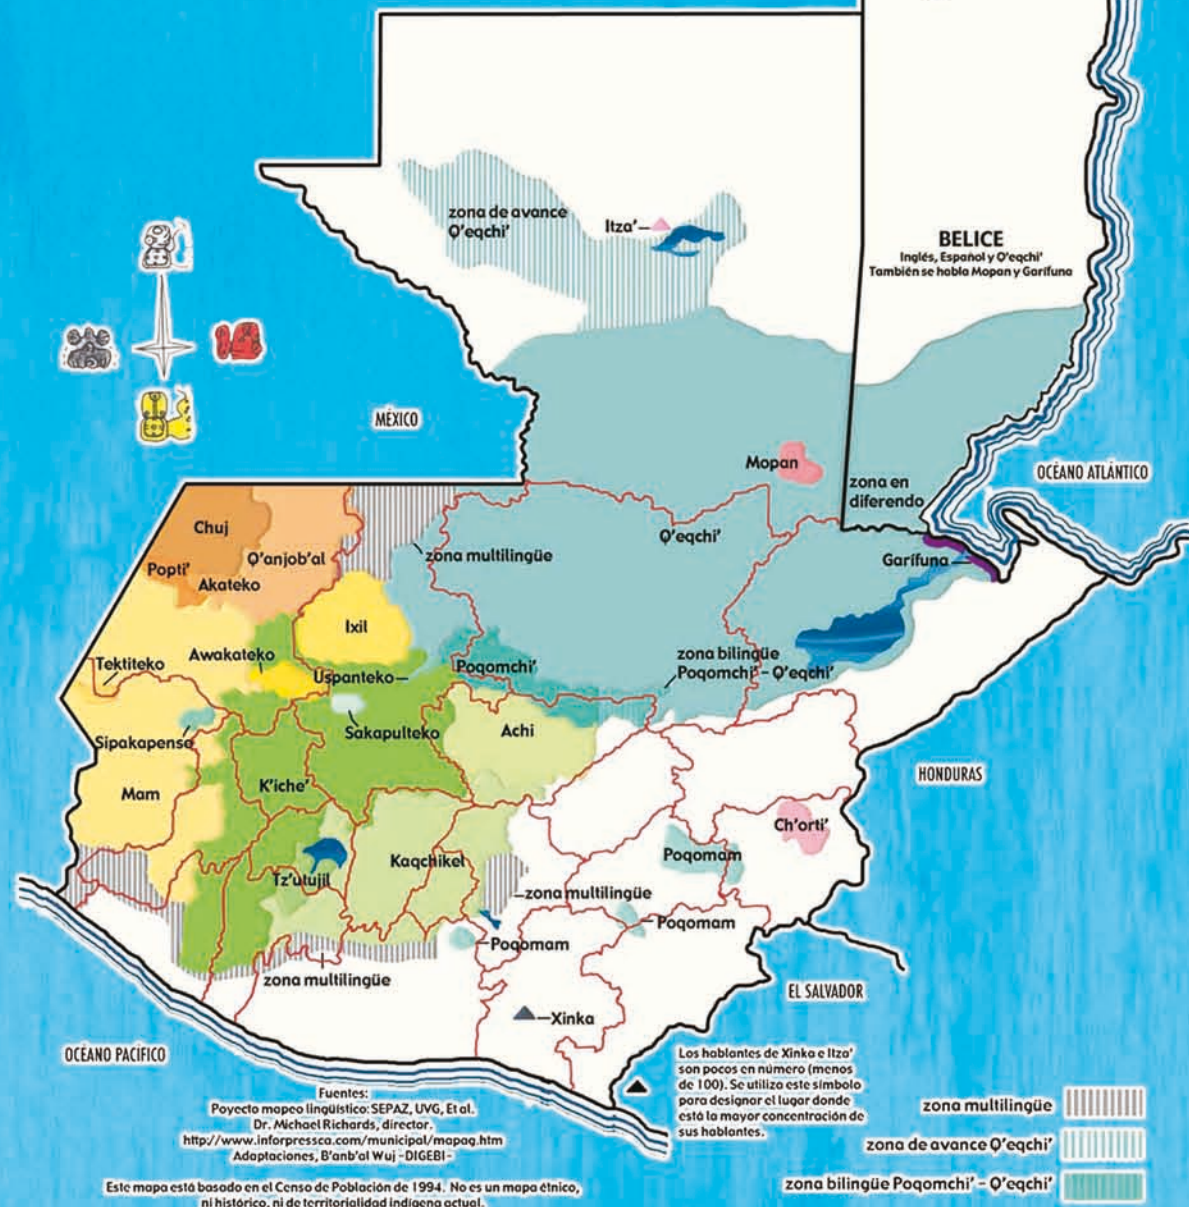 zona de avance
Q'eqchi'
Itza'
BELICE
Inglés, Español y Q'eqchi'
También se habla Mopan y Garífuna
MÉXICO
Mopan
zona en
diferendo
OCÉANO ATLÁNTICO
Chuj
Q'anjob'al
Popti'
Akateko
zona multilingüe
Q'eqchi'
Garífuna
Ixil
Tektiteko
Awakateko
Uspanteko
Poqomchi'
zona bilingüe
Poqomchi' - Q'eqchi'
Sipakapense
Sakapulteko
Achi
Mam
K'iche'
HONDURAS
Ch'orti'
Tz'utujil
Kaqchikel
Poqomam
zona multilingüe
Poqomam
Poqomam
zona multilingüe
EL SALVADOR
Xinka
OCÉANO PACÍFICO
Los hablantes de Xinka e Itza'
son pocos en número (menos
de 100). Se utiliza este símbolo
para designar el lugar donde
está la mayor concentración de
sus hablantes.
Fuentes:
Poyecto mapeo lingüístico: SEPAZ, UVG, Et al.
Dr. Michael Richards, director.
http://www.inforpressca.com/municipal/mapag.htm
Adaptaciones, B'anb'al Wuj -DIGEBI-
Este mapa está basado en el Censo de Población de 1994. No es un mapa étnico,
ni histórico, ni de territorialidad indígena actual.
zona multilingüe
zona de avance Q'eqchi'
zona bilingüe Poqomchi' - Q'eqchi'